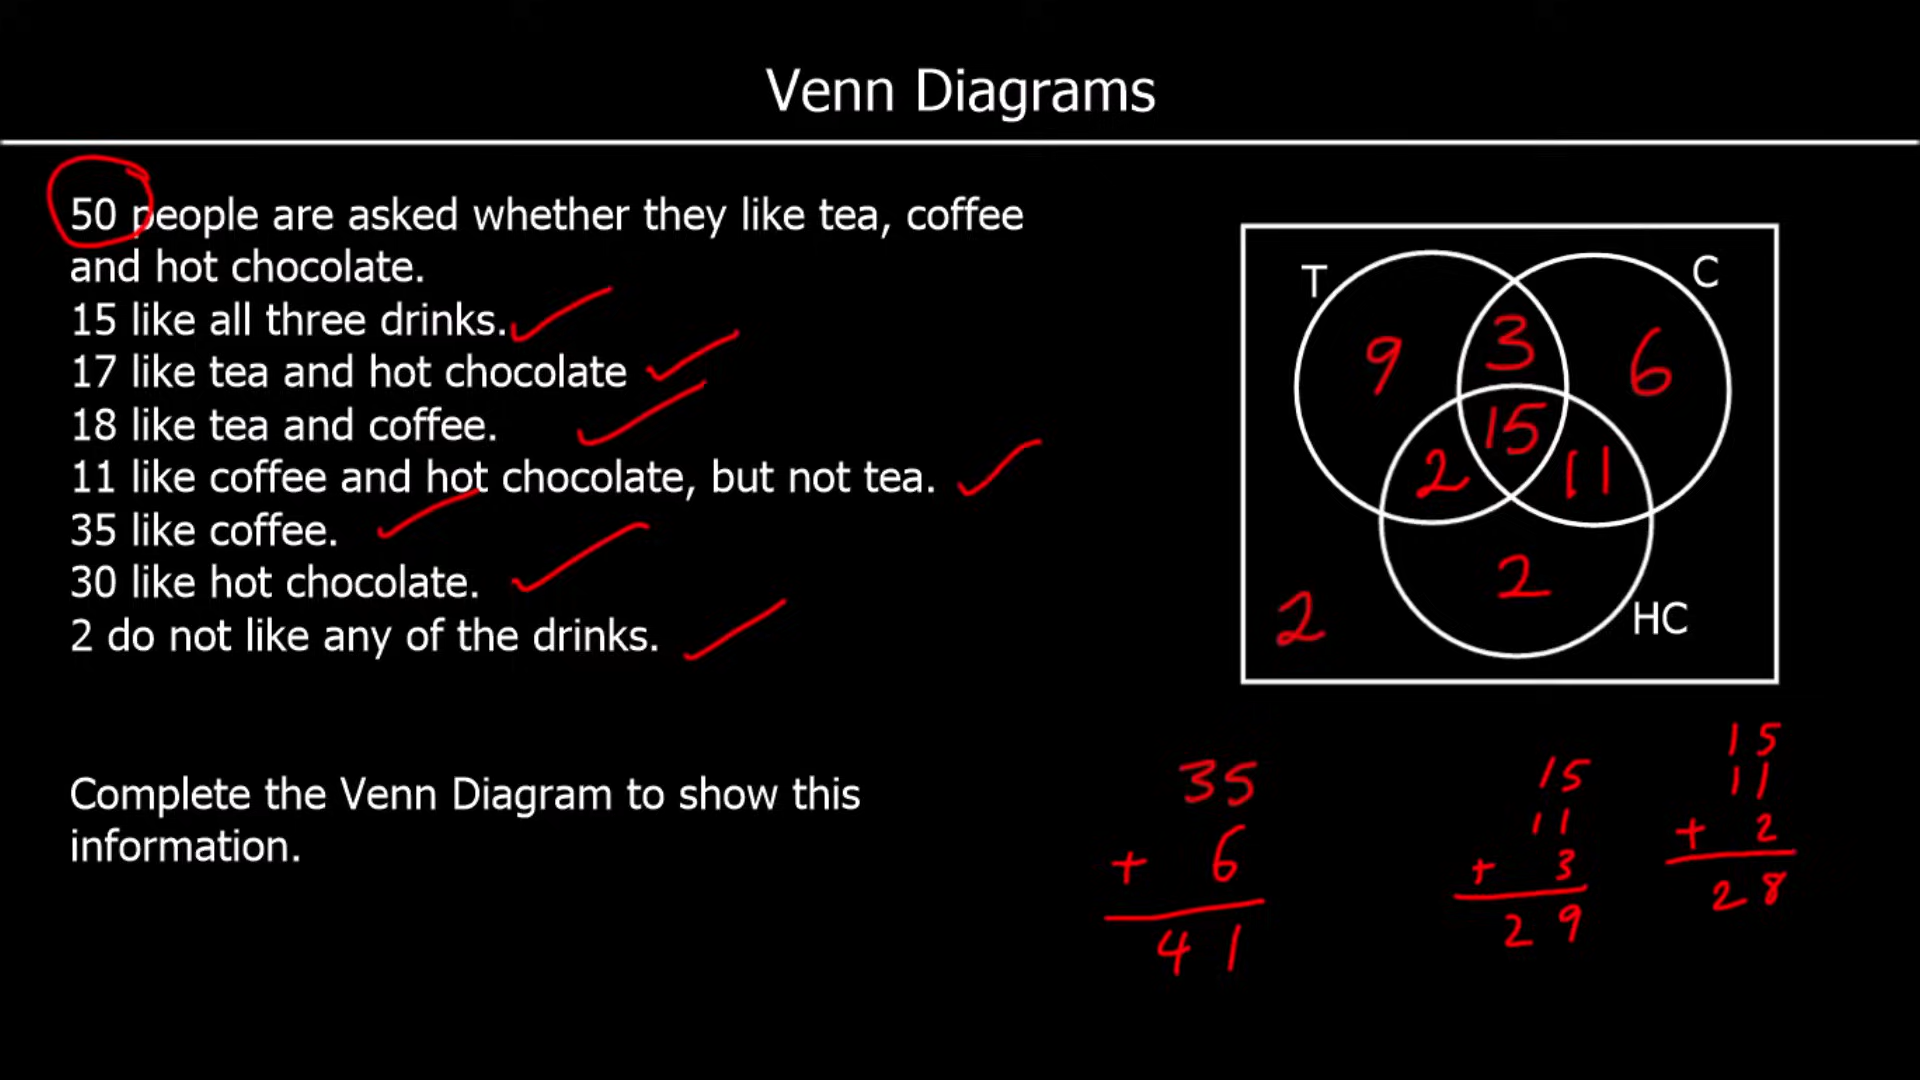 Venn Diagrams
50 people are asked whether they like tea, coffee
and hot chocolate.
15 like all three drinks.
17 like tea and hot chocolate
18 like tea and coffee.
11 like coffee and hot chocolate, but not tea.
35 like coffee.
30 like hot chocolate.
2 do not like any of the drinks.
Complete the Venn Diagram to show this
information.
T
C
9
3
6
15
2
11
2
2
HC
35
+ 6
41
15
11
+ 3
29
15
11
+ 2
28